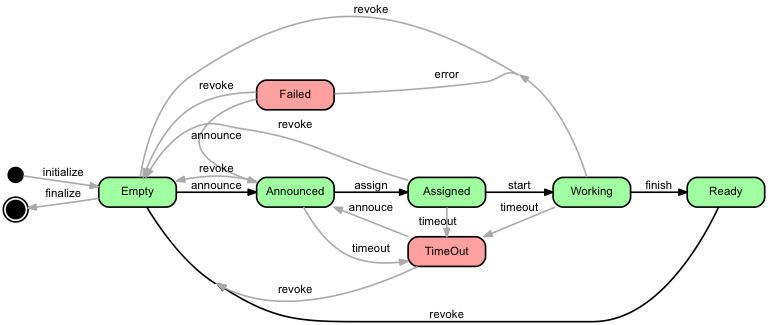 revoke
error
revoke
Failed
revoke
announce
revoke
initialize
Empty
announce
Announced
assign
Assigned
start
Working
finish
Ready
finalize
annouce
timeout
timeout
timeout
TimeOut
revoke
revoke